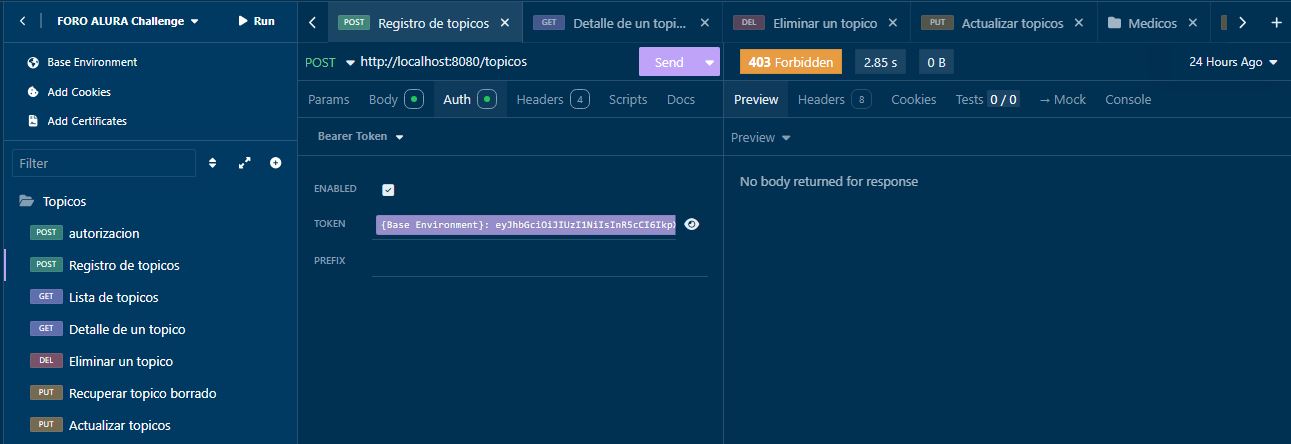 FORO ALURA Challenge
Run
Base Environment
Add Cookies
Add Certificates
Filter
Topicos
POST autorizacion
POST Registro de topicos
GET Lista de topicos
GET Detalle de un topico
DEL Eliminar un topico
PUT Recuperar topico borrado
PUT Actualizar topicos
POST Registro de topicos
GET Detalle de un topi...
DEL Eliminar un topico
PUT Actualizar topicos
Medicos
POST http://localhost:8080/topicos
Send
403 Forbidden
2.85 s
0 B
24 Hours Ago
Params Body Auth Headers 4 Scripts Docs
Bearer Token
ENABLED
TOKEN {Base Environment}: eyJhbGciOiJIUzI1NiIsInR5cCI6IkpX
PREFIX
Preview Headers 8 Cookies Tests 0 / 0 → Mock Console
Preview
No body returned for response